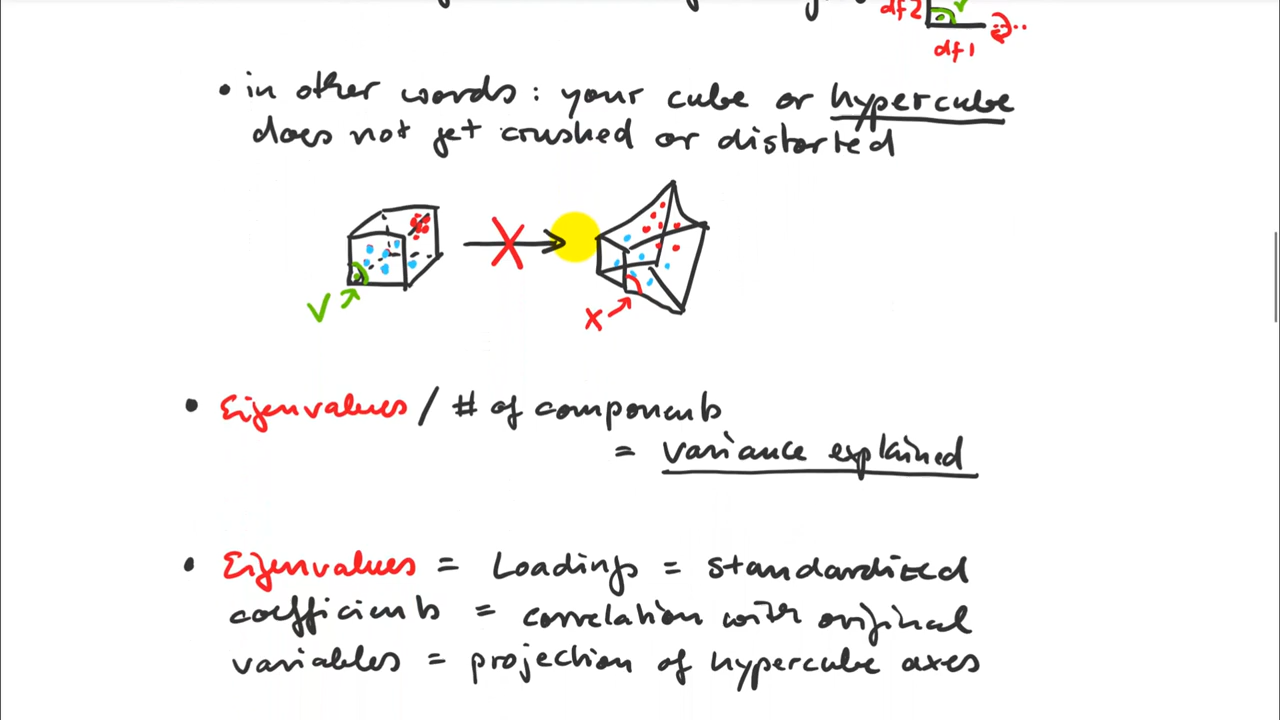 df2
df1
• in other words: your cube or hypercube
does not get crushed or distorted
V
X
• Eigenvalues / # of components
= variance explained
• Eigenvalues = Loadings = standardized
coefficients = correlation with original
variables = projection of hypercube axes